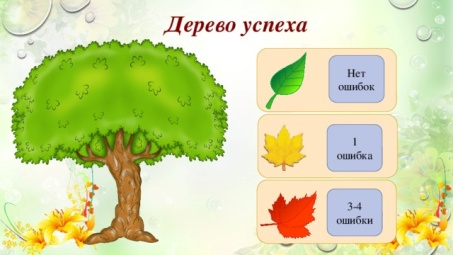 Дерево успеха
Нет
ошибок
1
ошибка
3-4
ошибки